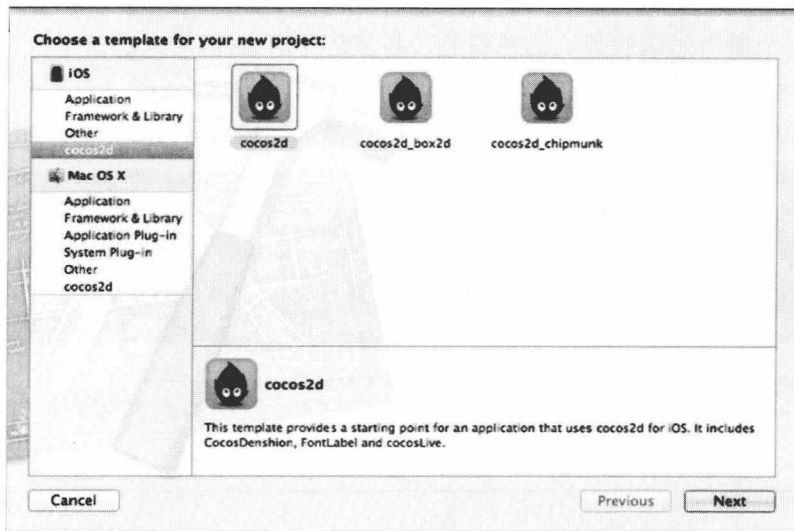 Choose a template for your new project:
iOS
Application
Framework & Library
Other
cocos2d
Mac OS X
Application
Framework & Library
Application Plug-in
System Plug-in
Other
cocos2d
cocos2d
cocos2d_box2d
cocos2d_chipmunk
cocos2d
This template provides a starting point for an application that uses cocos2d for iOS. It includes
CocosDenshion, FontLabel and cocosLive.
Cancel
Previous
Next